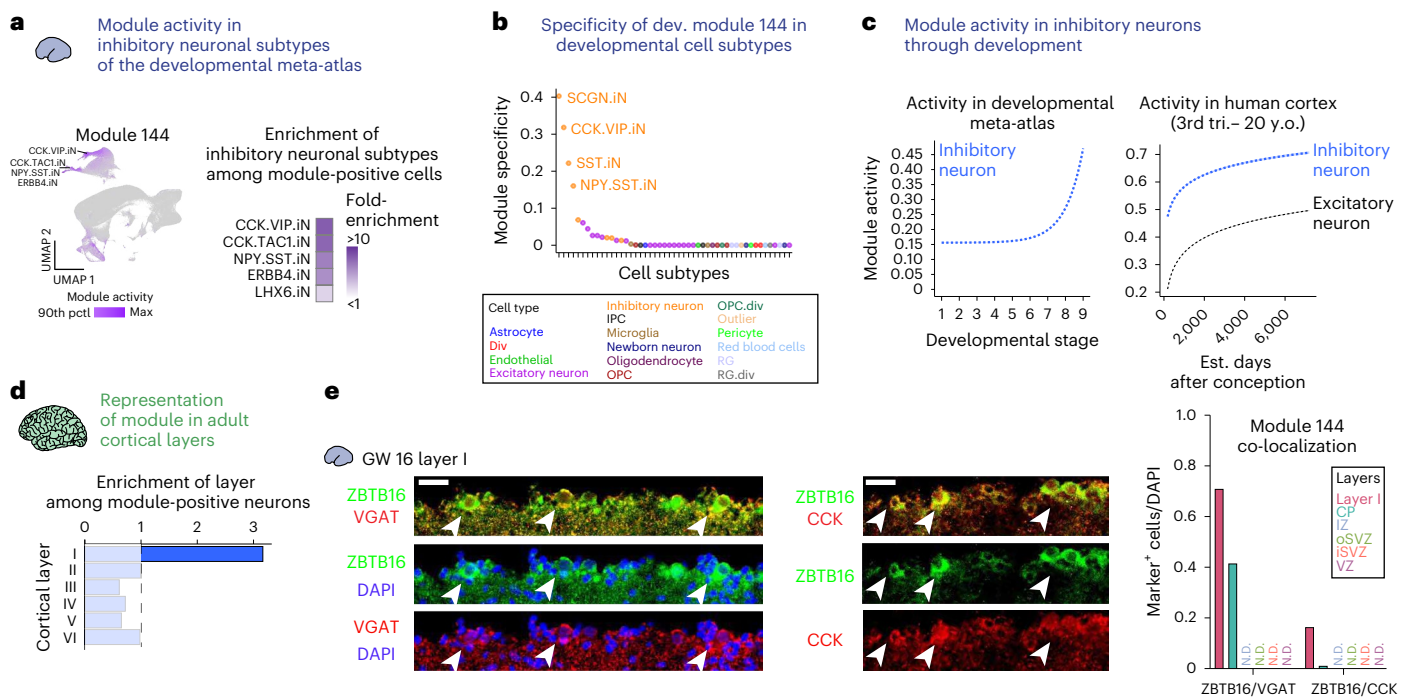 a
Module activity in
inhibitory neuronal subtypes
of the developmental meta-atlas
Module 144
CCK.VIP.iN
CCK.TAC1.iN
NPY.SST.iN
ERBB4.iN
UMAP 2
UMAP 1
Module activity
90th pctl
Max
Enrichment of
inhibitory neuronal subtypes
among module-positive cells
Fold-
enrichment
CCK.VIP.iN
CCK.TAC1.iN
NPY.SST.iN
ERBB4.iN
LHX6.iN
>10
<1
b
Specificity of dev. module 144 in
developmental cell subtypes
Module specificity
0.4
0.3
0.2
0.1
0
SCGN.iN
CCK.VIP.iN
SST.iN
NPY.SST.iN
Cell subtypes
Cell type
Astrocyte
Div
Endothelial
Excitatory neuron
Inhibitory neuron
IPC
Microglia
Newborn neuron
Oligodendrocyte
OPC
OPC.div
Outlier
Pericyte
Red blood cells
RG
RG.div
c
Module activity in inhibitory neurons
through development
Activity in developmental
meta-atlas
Module activity
0.45
0.40
0.35
0.30
0.25
0.20
0.15
0.10
0.05
0
Inhibitory
neuron
1 2 3 4 5 6 7 8 9
Developmental stage
Activity in human cortex
(3rd tri.– 20 y.o.)
0.7
0.6
0.5
0.4
0.3
0.2
Inhibitory
neuron
Excitatory
neuron
0 2,000 4,000 6,000
Est. days
after conception
d
Representation
of module in adult
cortical layers
Enrichment of layer
among module-positive neurons
0 1 2 3
Cortical layer
I
II
III
IV
V
VI
e
GW 16 layer I
ZBTB16
VGAT
ZBTB16
DAPI
VGAT
DAPI
ZBTB16
CCK
ZBTB16
CCK
Module 144
co-localization
Marker+ cells/DAPI
1.0
0.8
0.6
0.4
0.2
0
Layers
Layer I
CP
IZ
oSVZ
iSVZ
VZ
N.D. N.D. N.D. N.D. N.D. N.D. N.D. N.D.
ZBTB16/VGAT ZBTB16/CCK